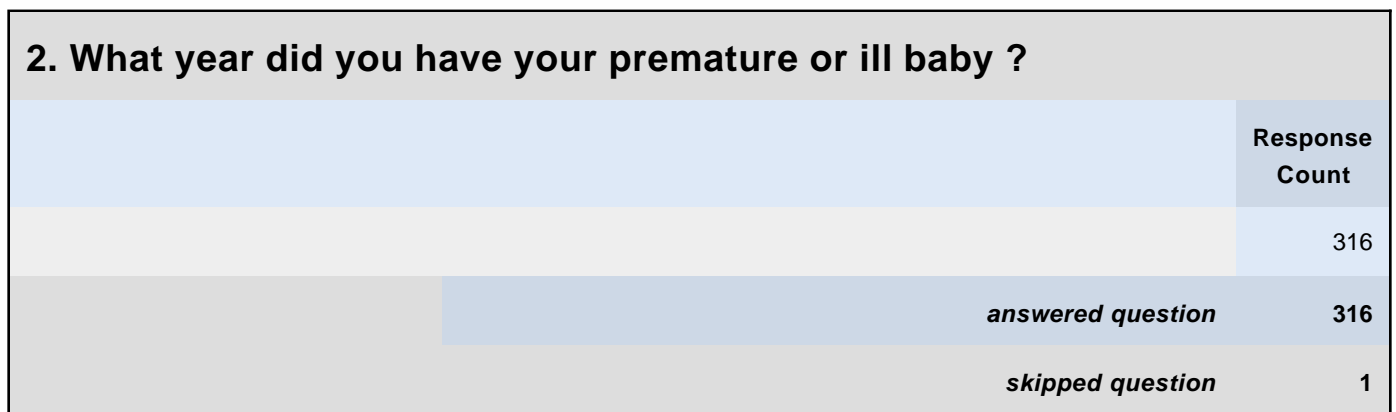 2. What year did you have your premature or ill baby ?
Response
Count
316
answered question 316
skipped question 1